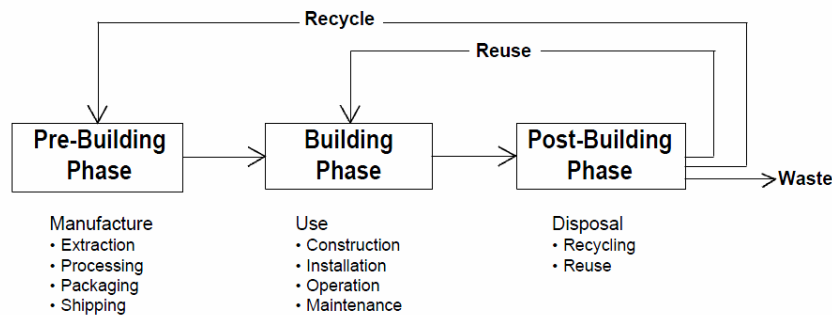 Recycle
Reuse
Pre-Building
Phase
Building
Phase
Post-Building
Phase
Waste
Manufacture
• Extraction
• Processing
• Packaging
• Shipping
Use
• Construction
• Installation
• Operation
• Maintenance
Disposal
• Recycling
• Reuse